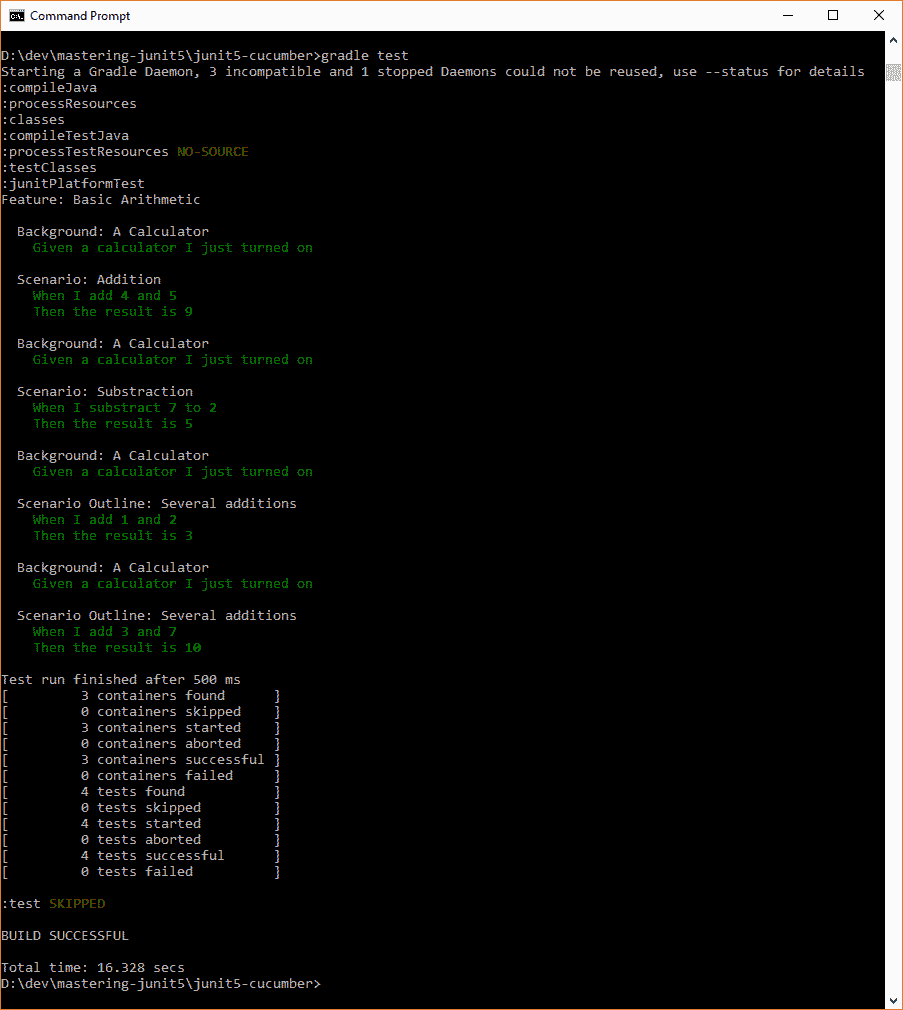 Command Prompt
D:\dev\mastering-junit5\junit5-cucumber>gradle test
Starting a Gradle Daemon, 3 incompatible and 1 stopped Daemons could not be reused, use --status for details
:compileJava
:processResources
:classes
:compileTestJava
:processTestResources NO-SOURCE
:testClasses
:junitPlatformTest
Feature: Basic Arithmetic
Background: A Calculator
Given a calculator I just turned on
Scenario: Addition
When I add 4 and 5
Then the result is 9
Background: A Calculator
Given a calculator I just turned on
Scenario: Substraction
When I substract 7 to 2
Then the result is 5
Background: A Calculator
Given a calculator I just turned on
Scenario Outline: Several additions
When I add 1 and 2
Then the result is 3
Background: A Calculator
Given a calculator I just turned on
Scenario Outline: Several additions
When I add 3 and 7
Then the result is 10
Test run finished after 500 ms
[         3 containers found      ]
[         0 containers skipped    ]
[         3 containers started    ]
[         0 containers aborted    ]
[         3 containers successful ]
[         0 containers failed     ]
[         4 tests found           ]
[         0 tests skipped         ]
[         4 tests started         ]
[         0 tests aborted         ]
[         4 tests successful      ]
[         0 tests failed          ]
:test SKIPPED
BUILD SUCCESSFUL
Total time: 16.328 secs
D:\dev\mastering-junit5\junit5-cucumber>